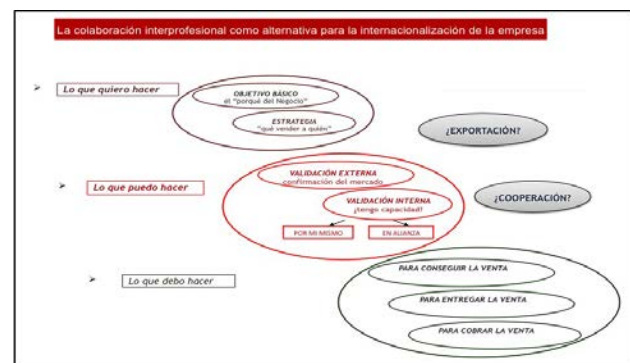 La colaboración interprofesional como alternativa para la internacionalización de la empresa
Lo que quiero hacer
OBJETIVO BÁSICO
el "porqué del Negocio"
ESTRATEGIA
"qué vender a quién"
¿EXPORTACIÓN?
Lo que puedo hacer
VALIDACIÓN EXTERNA
confirmación del mercado
VALIDACIÓN INTERNA
¿tengo capacidad?
POR MI MISMO
EN ALIANZA
¿COOPERACIÓN?
Lo que debo hacer
PARA CONSEGUIR LA VENTA
PARA ENTREGAR LA VENTA
PARA COBRAR LA VENTA